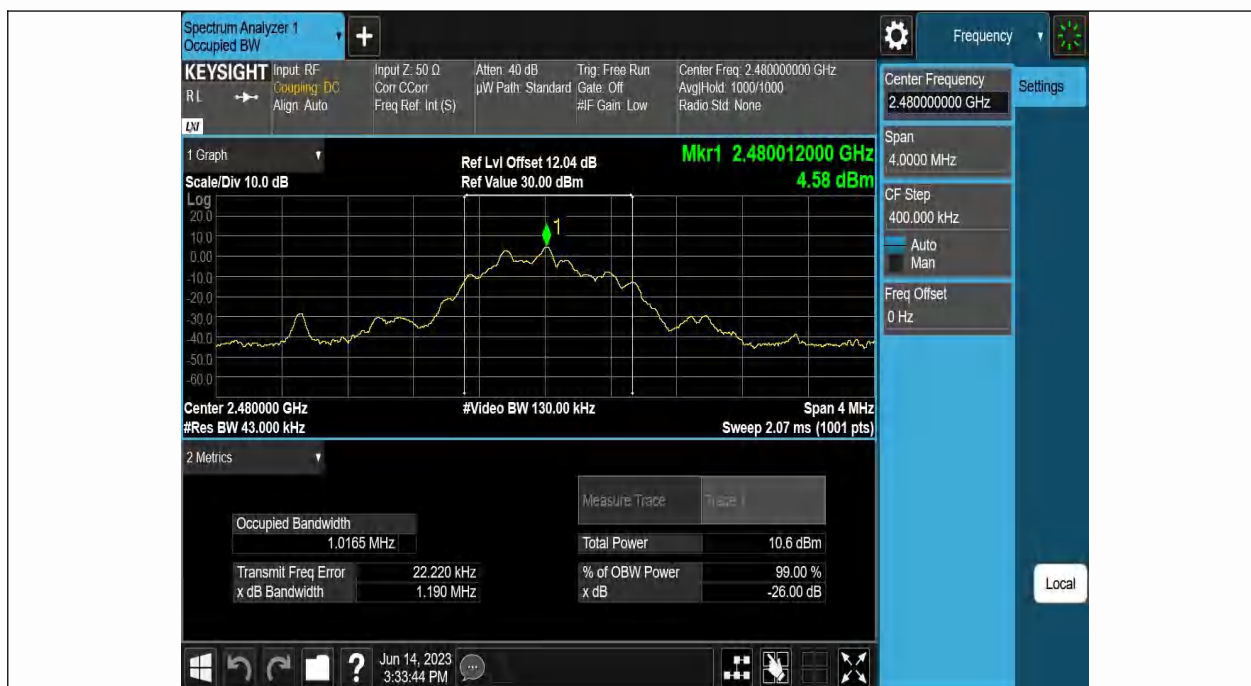 Spectrum Analyzer 1
Occupied BW
Frequency
KEYSIGHT
RL
LXI
Input: RF
Coupling: DC
Align: Auto
Input Z: 50 Ω
Corr CCorr
Freq Ref: Int (S)
Atten: 40 dB
µW Path: Standard
Trig: Free Run
Gate: Off
#IF Gain: Low
Center Freq: 2.480000000 GHz
Avg|Hold: 1000/1000
Radio Std: None
Center Frequency
2.480000000 GHz
Settings
Span
4.0000 MHz
CF Step
400.000 kHz
Auto
Man
Freq Offset
0 Hz
Local
1 Graph
Scale/Div 10.0 dB
Ref Lvl Offset 12.04 dB
Ref Value 30.00 dBm
Mkr1 2.480012000 GHz
4.58 dBm
Log
20.0
10.0
0.00
-10.0
-20.0
-30.0
-40.0
-50.0
-60.0
1
Center 2.480000 GHz
#Res BW 43.000 kHz
#Video BW 130.00 kHz
Span 4 MHz
Sweep 2.07 ms (1001 pts)
2 Metrics
Measure Trace
Trace 1
Occupied Bandwidth
1.0165 MHz
Total Power
10.6 dBm
Transmit Freq Error
22.220 kHz
% of OBW Power
99.00 %
x dB Bandwidth
1.190 MHz
x dB
-26.00 dB
?
Jun 14, 2023
3:33:44 PM